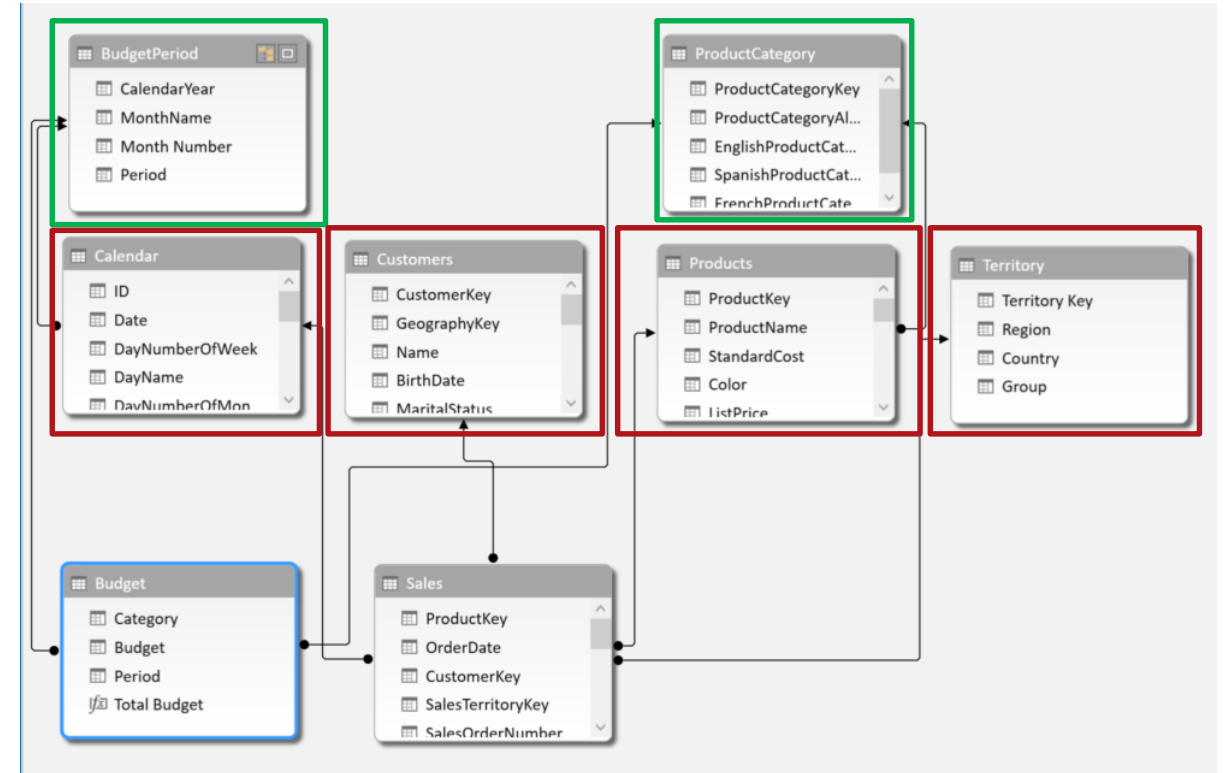 BudgetPeriod
CalendarYear
MonthName
Month Number
Period
ProductCategory
ProductCategoryKey
ProductCategoryAl...
EnglishProductCat...
SpanishProductCat...
FrenchProductCate
Calendar
ID
Date
DayNumberOfWeek
DayName
DayNumberOfMon
Customers
CustomerKey
GeographyKey
Name
BirthDate
MaritalStatus
Products
ProductKey
ProductName
StandardCost
Color
ListPrice
Territory
Territory Key
Region
Country
Group
Budget
Category
Budget
Period
Total Budget
Sales
ProductKey
OrderDate
CustomerKey
SalesTerritoryKey
SalesOrderNumber